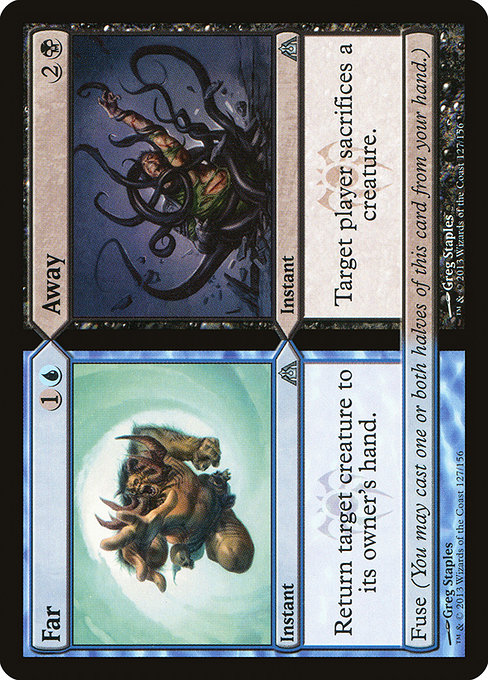 Far 1
Instant
Return target creature to
its owner's hand.
Away 2
Instant
Target player sacrifices a
creature.
Fuse (You may cast one or both halves of this card from your hand.)
Greg Staples
™ & © 2013 Wizards of the Coast 127/156
Greg Staples
™ & © 2013 Wizards of the Coast 127/156